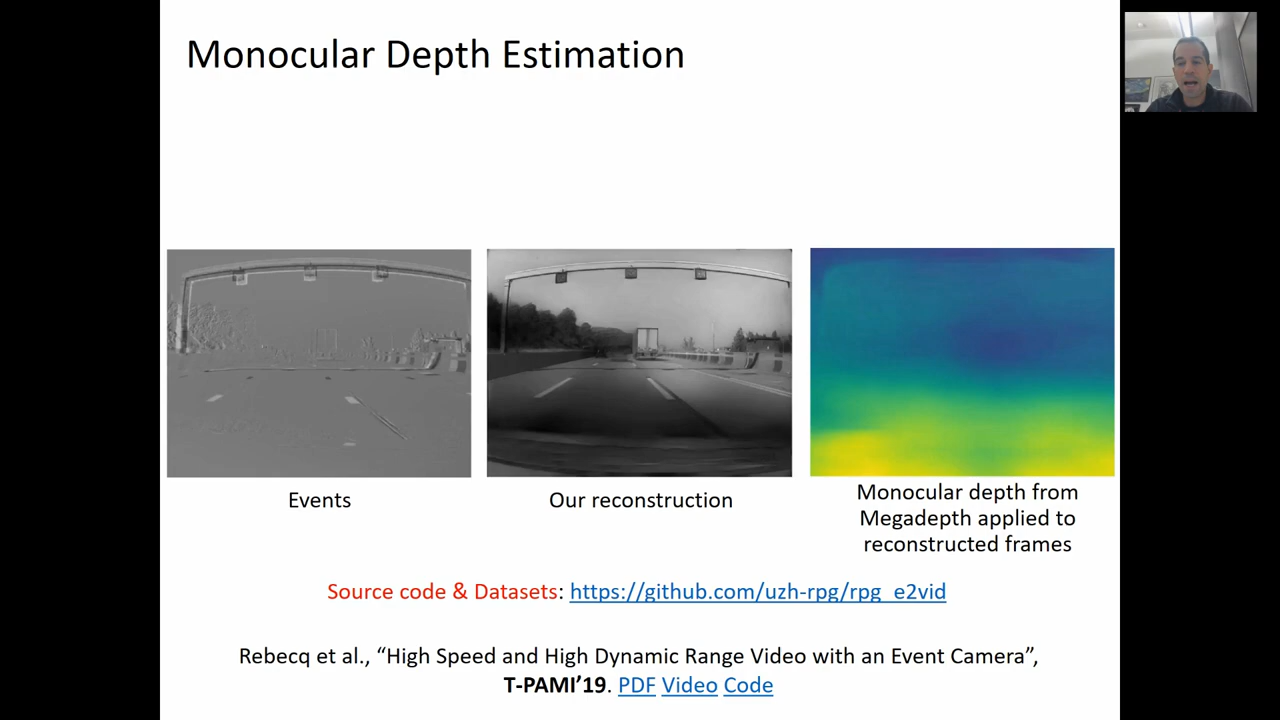 Monocular Depth Estimation
Events
Our reconstruction
Monocular depth from
Megadepth applied to
reconstructed frames
Source code & Datasets: https://github.com/uzh-rpg/rpg_e2vid
Rebecq et al., “High Speed and High Dynamic Range Video with an Event Camera”,
T-PAMI’19. PDF Video Code